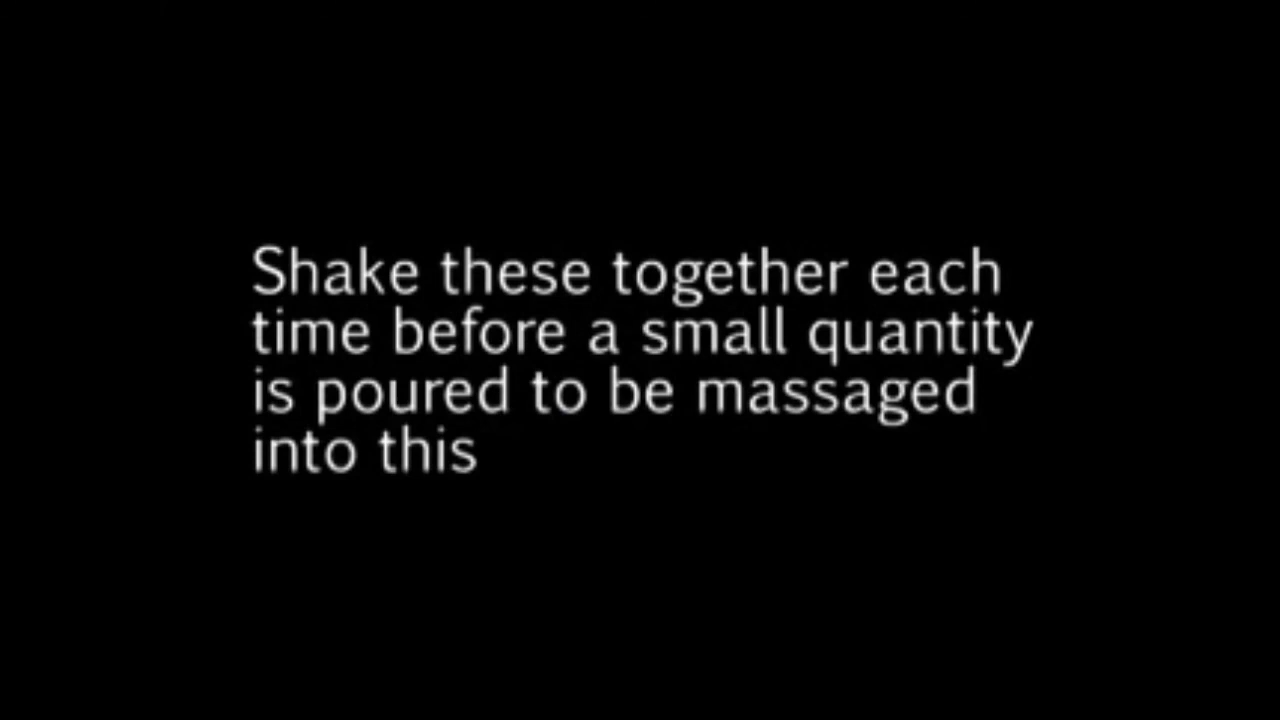 Shake these together each
time before a small quantity
is poured to be massaged
into this